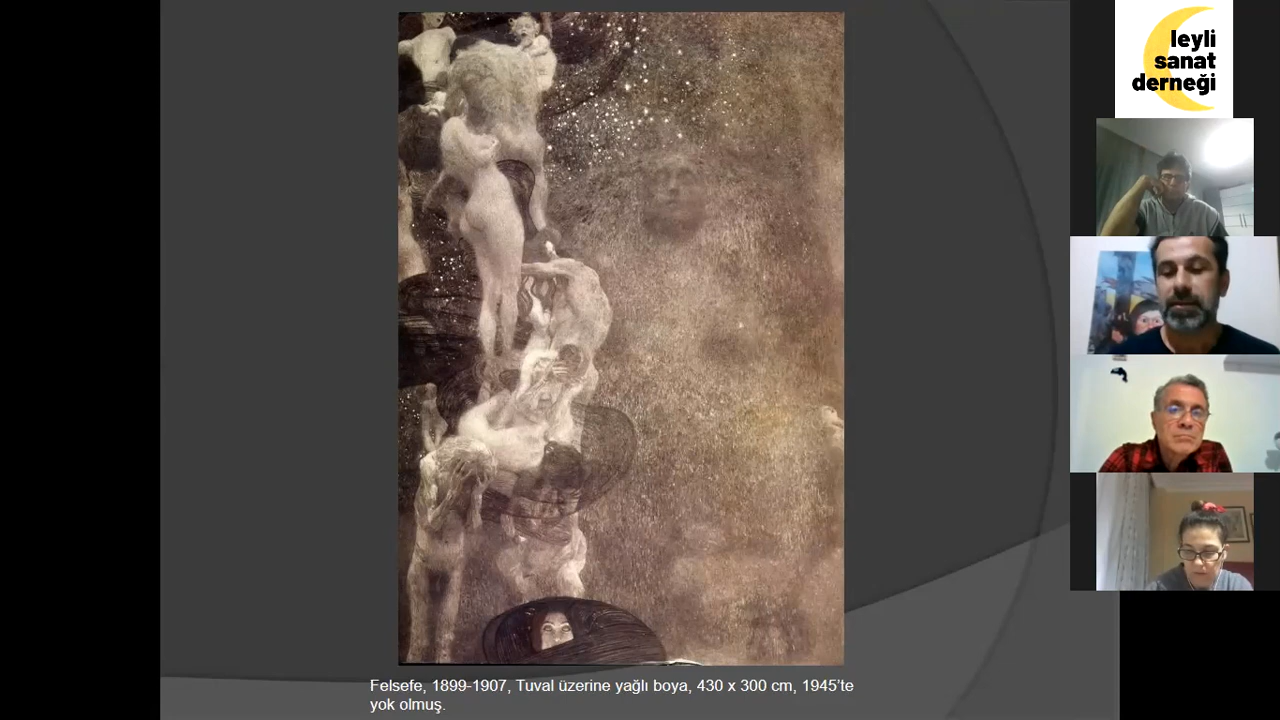 leyli
sanat
derneği
Felsefe, 1899-1907, Tuval üzerine yağlı boya, 430 x 300 cm, 1945’te
yok olmuş.